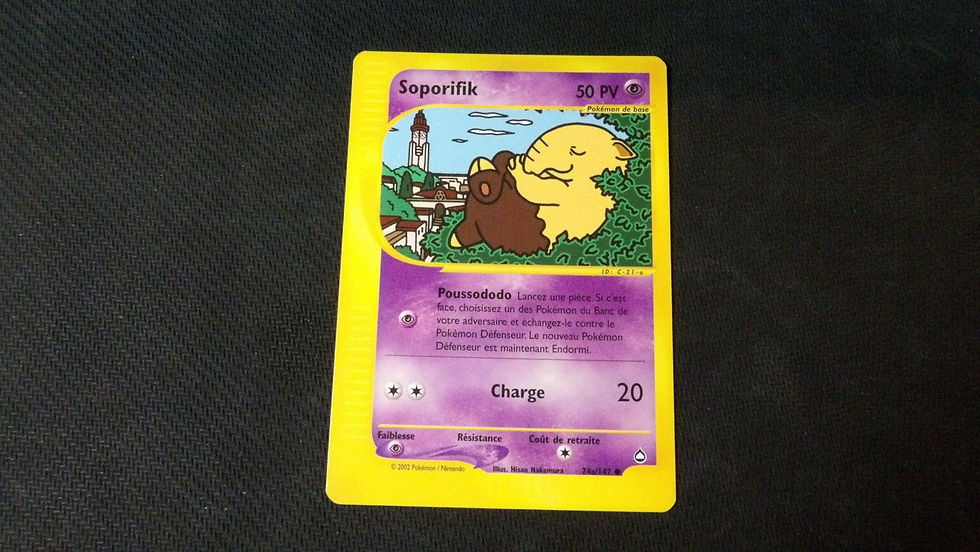 Soporifik 50 PV
Pokémon de base
ID: C-21-a
Poussododo Lancez une pièce. Si c'est
face, choisissez un des Pokémon du Banc de
votre adversaire et échangez-le contre le
Pokémon Défenseur. Le nouveau Pokémon
Défenseur est maintenant Endormi.
Charge 20
Faiblesse Résistance Coût de retraite
© 2002 Pokémon / Nintendo Illus. Hisao Nakamura 74a/147